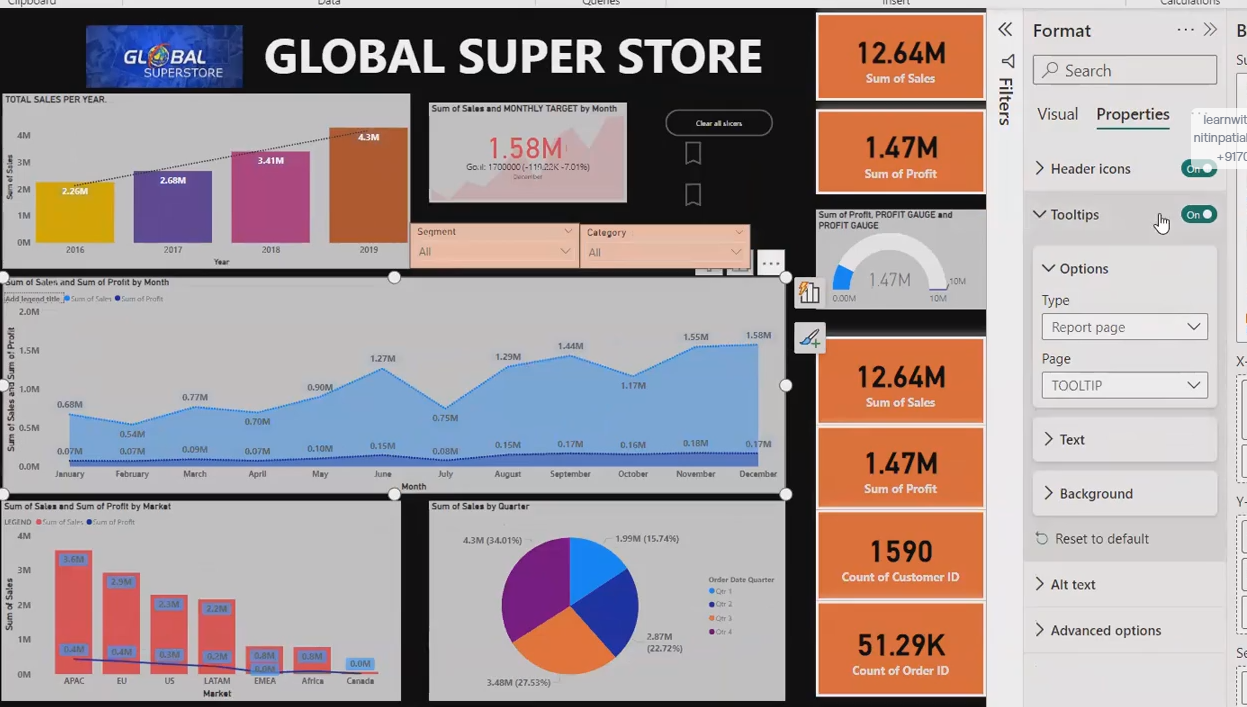 Clipboard
Data
Queries
Insert
Calculations
GLOBAL
SUPERSTORE
GLOBAL SUPER STORE
TOTAL SALES PER YEAR.
Sum of Sales
4M
3M
2M
1M
0M
2.26M
2.68M
3.41M
4.3M
2016
2017
2018
2019
Year
Sum of Sales and MONTHLY TARGET by Month
1.58M
Goal: 1700000 (-119.22K -7.01%)
December
Clear all slicers
Segment
All
Category
All
12.64M
Sum of Sales
1.47M
Sum of Profit
Sum of Profit, PROFIT GAUGE and
PROFIT GAUGE
1.47M
0.00M
10M
10M
Sum of Sales and Sum of Profit by Month
Add legend title
Sum of Sales
Sum of Profit
Sum of Sales and Sum of Profit
2.0M
1.5M
1.0M
0.5M
0.0M
0.68M
0.54M
0.77M
0.70M
0.90M
1.27M
0.75M
1.29M
1.44M
1.17M
1.55M
1.58M
0.07M
0.07M
0.09M
0.07M
0.10M
0.15M
0.08M
0.15M
0.17M
0.16M
0.18M
0.17M
January
February
March
April
May
June
July
August
September
October
November
December
Month
Sum of Sales and Sum of Profit by Market
LEGEND
Sum of Sales
Sum of Profit
Sum of Sales
4M
3M
2M
1M
0M
3.6M
2.9M
2.3M
2.2M
0.8M
0.8M
0.0M
0.4M
0.4M
0.3M
0.2M
0.0M
APAC
EU
US
LATAM
EMEA
Africa
Canada
Market
Sum of Sales by Quarter
4.3M (34.01%)
1.99M (15.74%)
2.87M
(22.72%)
3.48M (27.53%)
Order Date Quarter
Qtr 1
Qtr 2
Qtr 3
Qtr 4
12.64M
Sum of Sales
1.47M
Sum of Profit
1590
Count of Customer ID
51.29K
Count of Order ID
Filters
Format
Search
Visual
Properties
Header icons
On
Tooltips
On
Options
Type
Report page
Page
TOOLTIP
Text
Background
Reset to default
Alt text
Advanced options
learnwit
nitinpatial
+9170
B
Su
X-
Y-
Se